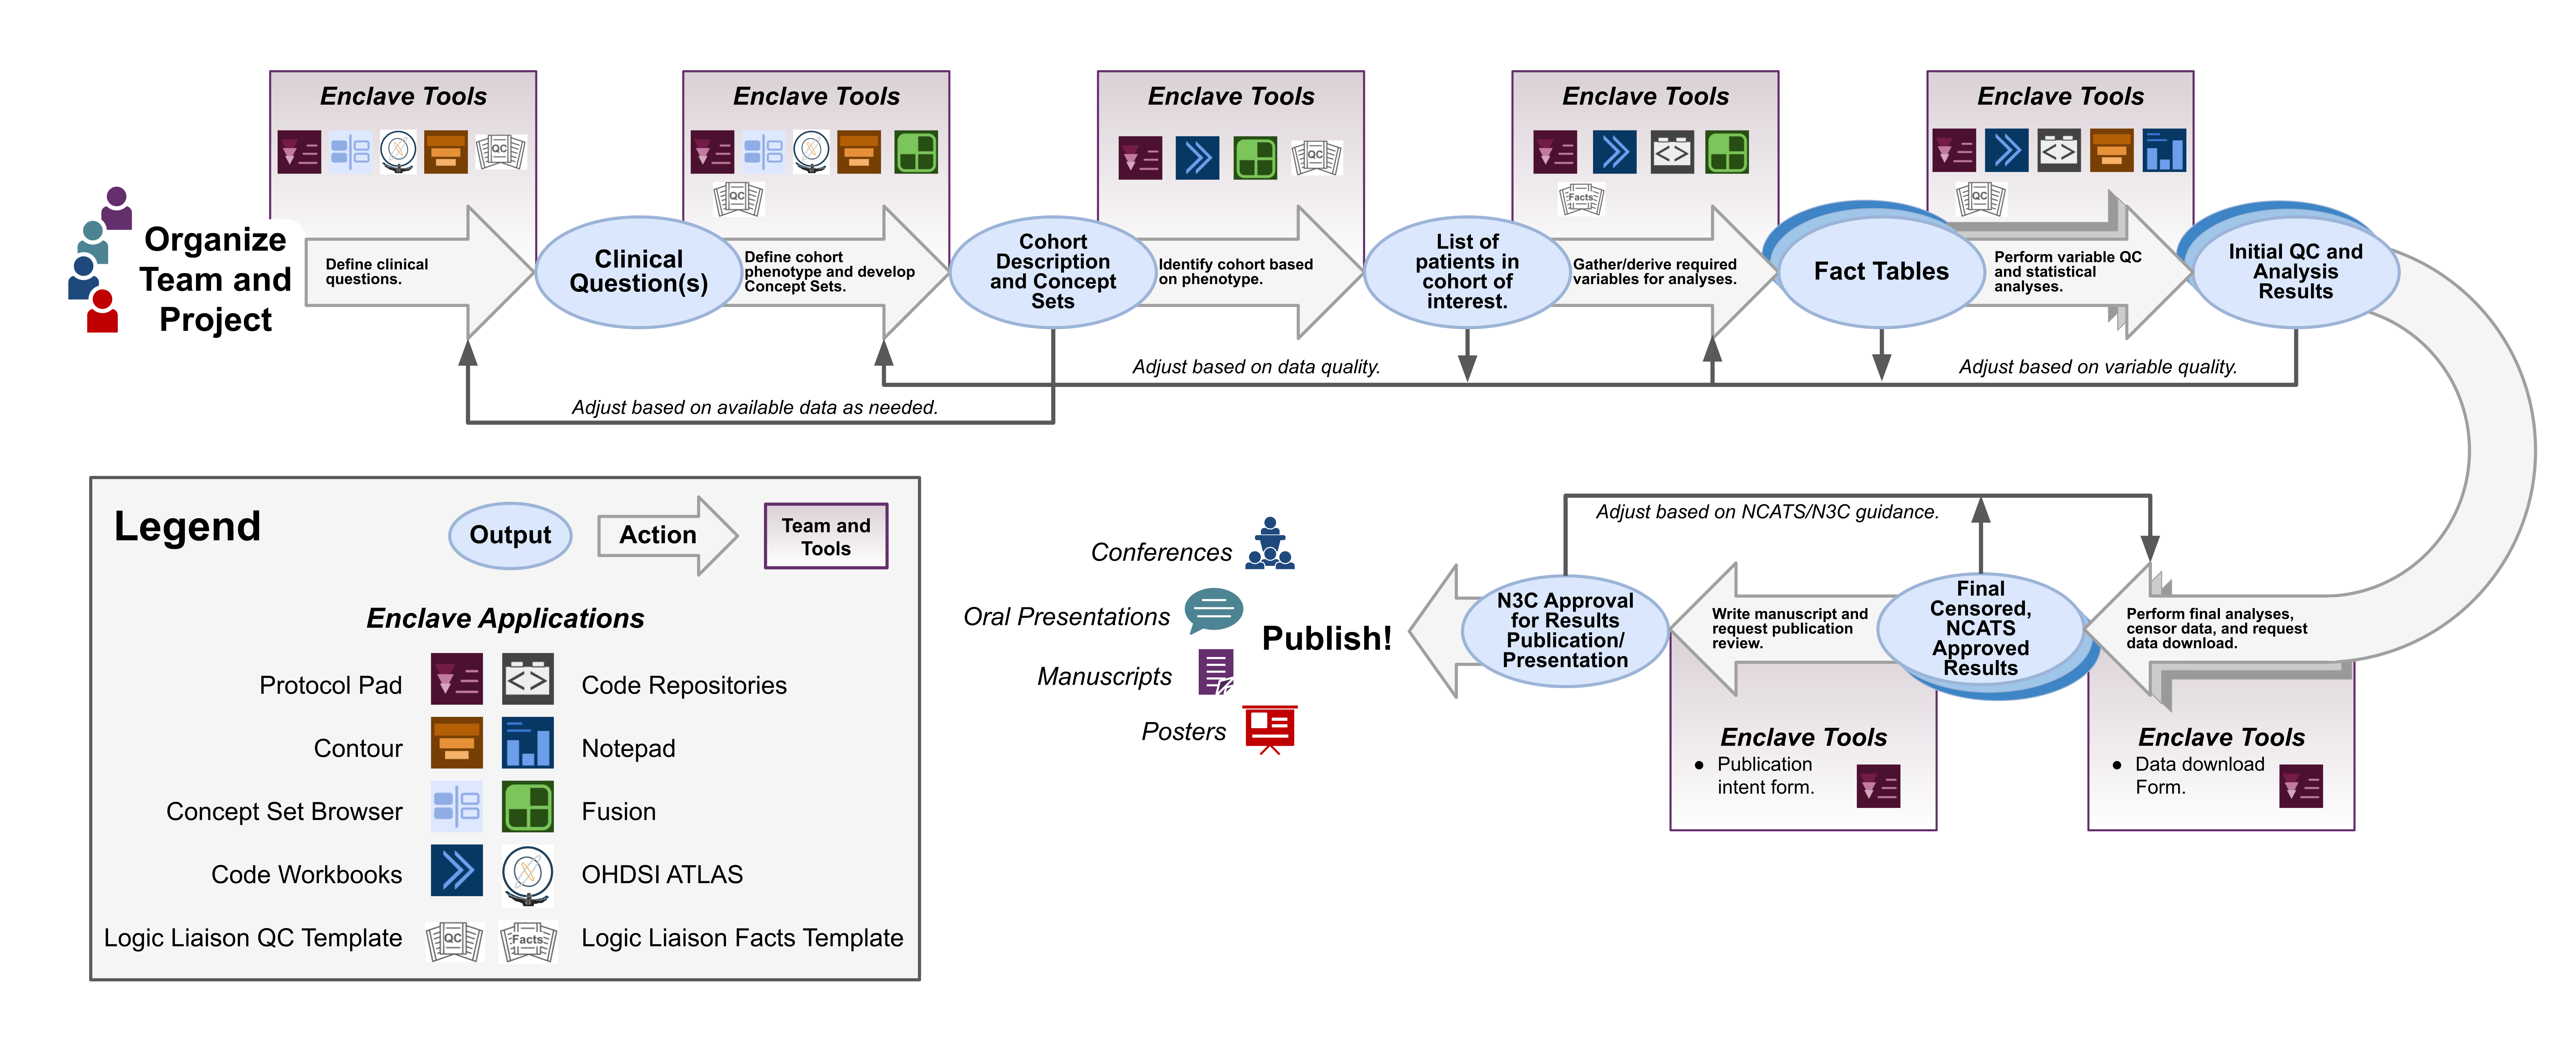 Enclave Tools
Enclave Tools
Enclave Tools
Enclave Tools
Enclave Tools
QC
QC
QC
Facts
QC
Organize
Team and
Project
Define clinical
questions.
Clinical
Question(s)
Define cohort
phenotype and develop
Concept Sets.
Cohort
Description
and Concept
Sets
Identify cohort based
on phenotype.
List of
patients in
cohort of
interest.
Gather/derive required
variables for analyses.
Fact Tables
Perform variable QC
and statistical
analyses.
Initial QC and
Analysis
Results
Adjust based on data quality.
Adjust based on variable quality.
Adjust based on available data as needed.
Legend
Output
Action
Team and
Tools
Enclave Applications
Protocol Pad
Code Repositories
Contour
Notepad
Concept Set Browser
Fusion
Code Workbooks
OHDSI ATLAS
Logic Liaison QC Template
QC
Facts
Logic Liaison Facts Template
Adjust based on NCATS/N3C guidance.
Perform final analyses,
censor data, and request
data download.
Enclave Tools
● Data download
Form.
Final
Censored,
NCATS
Approved
Results
Write manuscript and
request publication
review.
Enclave Tools
● Publication
intent form.
N3C Approval
for Results
Publication/
Presentation
Publish!
Conferences
Oral Presentations
Manuscripts
Posters